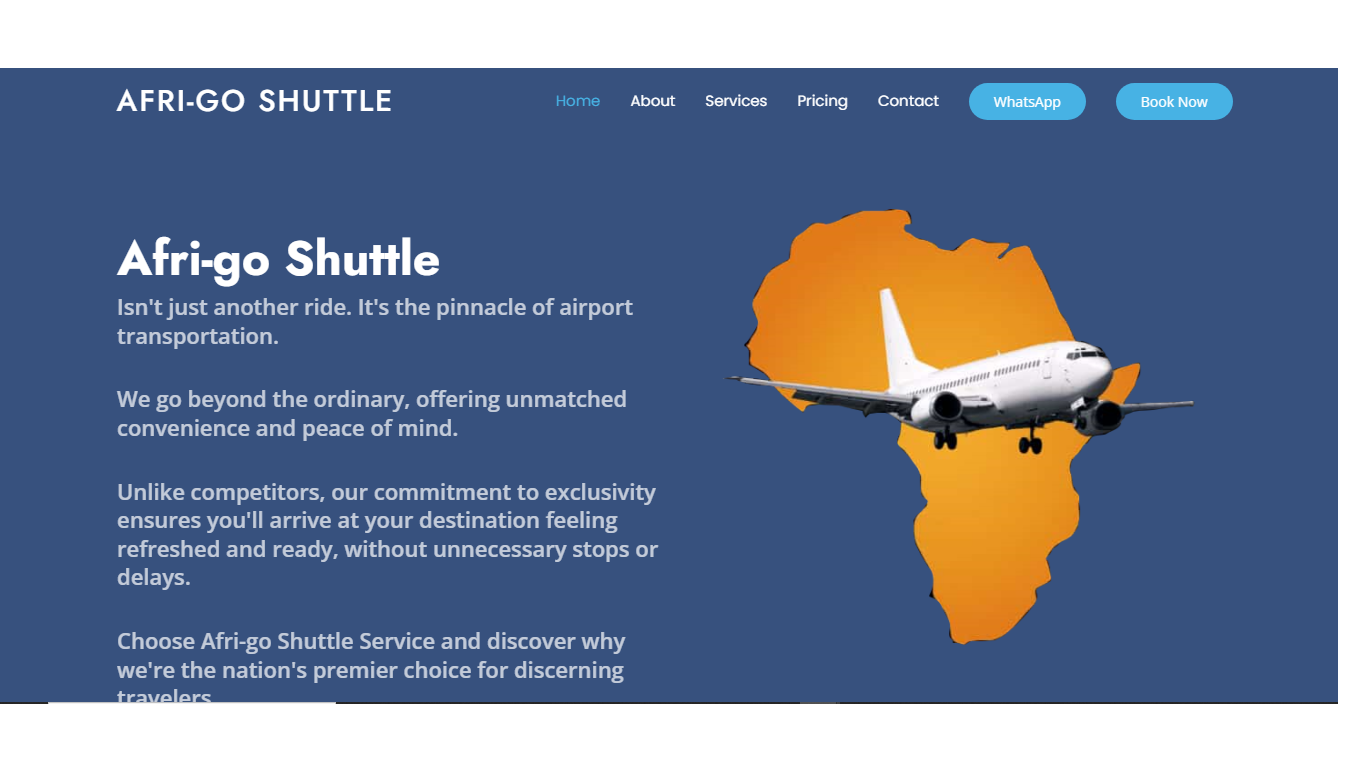 AFRI-GO SHUTTLE
Home About Services Pricing Contact WhatsApp Book Now
Afri-go Shuttle
Isn't just another ride. It's the pinnacle of airport
transportation.
We go beyond the ordinary, offering unmatched
convenience and peace of mind.
Unlike competitors, our commitment to exclusivity
ensures you'll arrive at your destination feeling
refreshed and ready, without unnecessary stops or
delays.
Choose Afri-go Shuttle Service and discover why
we're the nation's premier choice for discerning
travelers